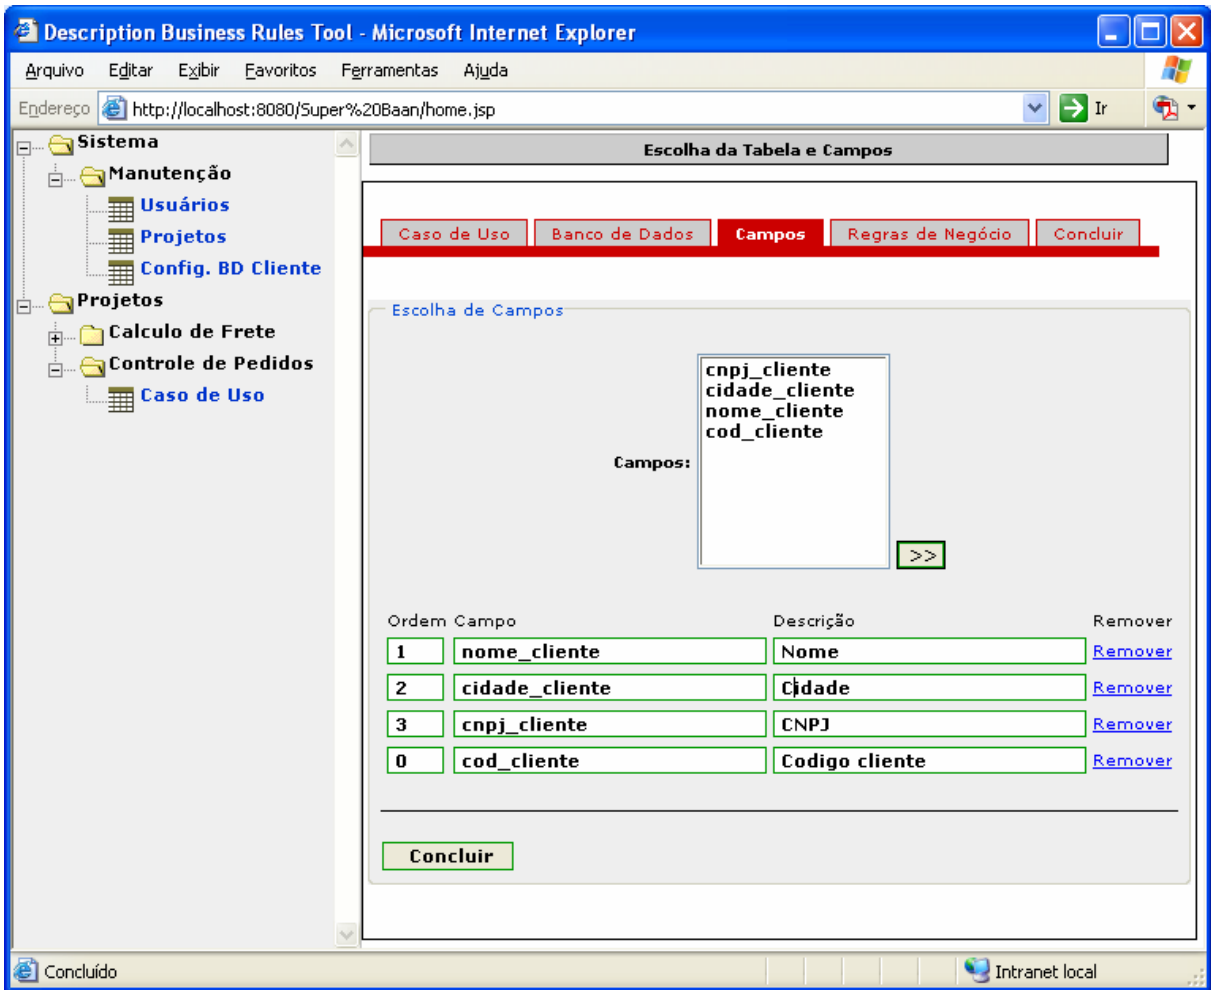 Description Business Rules Tool - Microsoft Internet Explorer
Arquivo Editar Exibir Favoritos Ferramentas Ajuda
Endereço http://localhost:8080/Super%20Baan/home.jsp Ir
Sistema
Manutenção
Usuários
Projetos
Config. BD Cliente
Projetos
Calculo de Frete
Controle de Pedidos
Caso de Uso
Escolha da Tabela e Campos
Caso de Uso Banco de Dados Campos Regras de Negócio Concluir
Escolha de Campos
cnpj_cliente
cidade_cliente
nome_cliente
cod_cliente
Campos:
>>
Ordem Campo Descrição Remover
1 nome_cliente Nome Remover
2 cidade_cliente Cidade Remover
3 cnpj_cliente CNPJ Remover
0 cod_cliente Codigo cliente Remover
Concluir
Concluído Intranet local